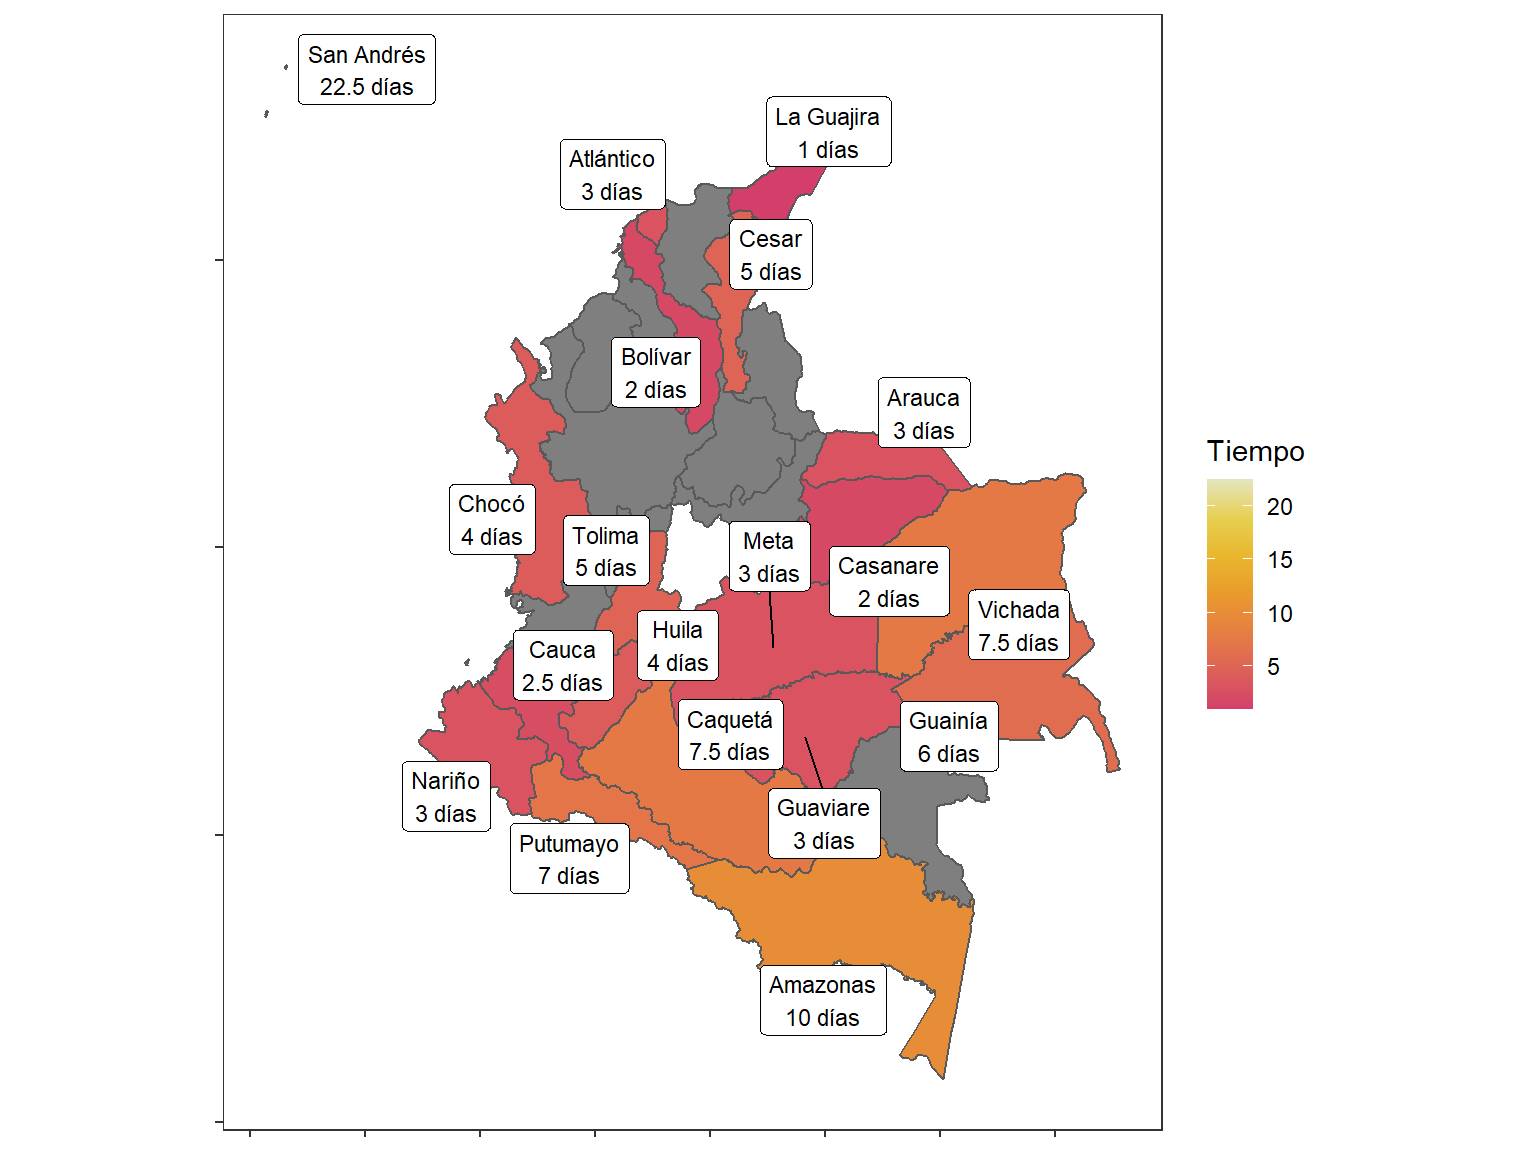 San Andrés
22.5 días
La Guajira
1 días
Atlántico
3 días
Cesar
5 días
Bolívar
2 días
Arauca
3 días
Chocó
4 días
Tolima
5 días
Meta
3 días
Casanare
2 días
Vichada
7.5 días
Huila
4 días
Cauca
2.5 días
Caquetá
7.5 días
Guainía
6 días
Nariño
3 días
Guaviare
3 días
Putumayo
7 días
Amazonas
10 días
Tiempo
20
15
10
5